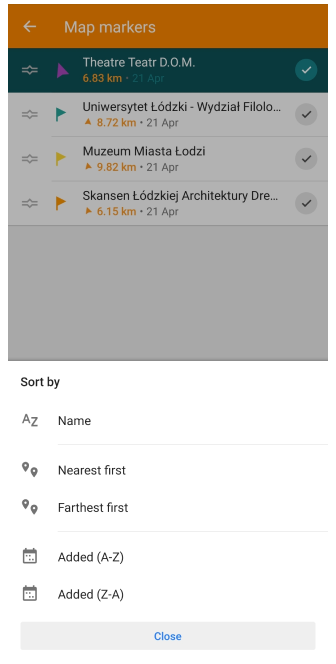 Map markers
Theatre Teatr D.O.M.
6.83 km • 21 Apr
Uniwersytet Łódzki - Wydział Filolo...
8.72 km • 21 Apr
Muzeum Miasta Łodzi
9.82 km • 21 Apr
Skansen Łódzkiej Architektury Dre...
6.15 km • 21 Apr
Sort by
AZ Name
Nearest first
Farthest first
Added (A-Z)
Added (Z-A)
Close